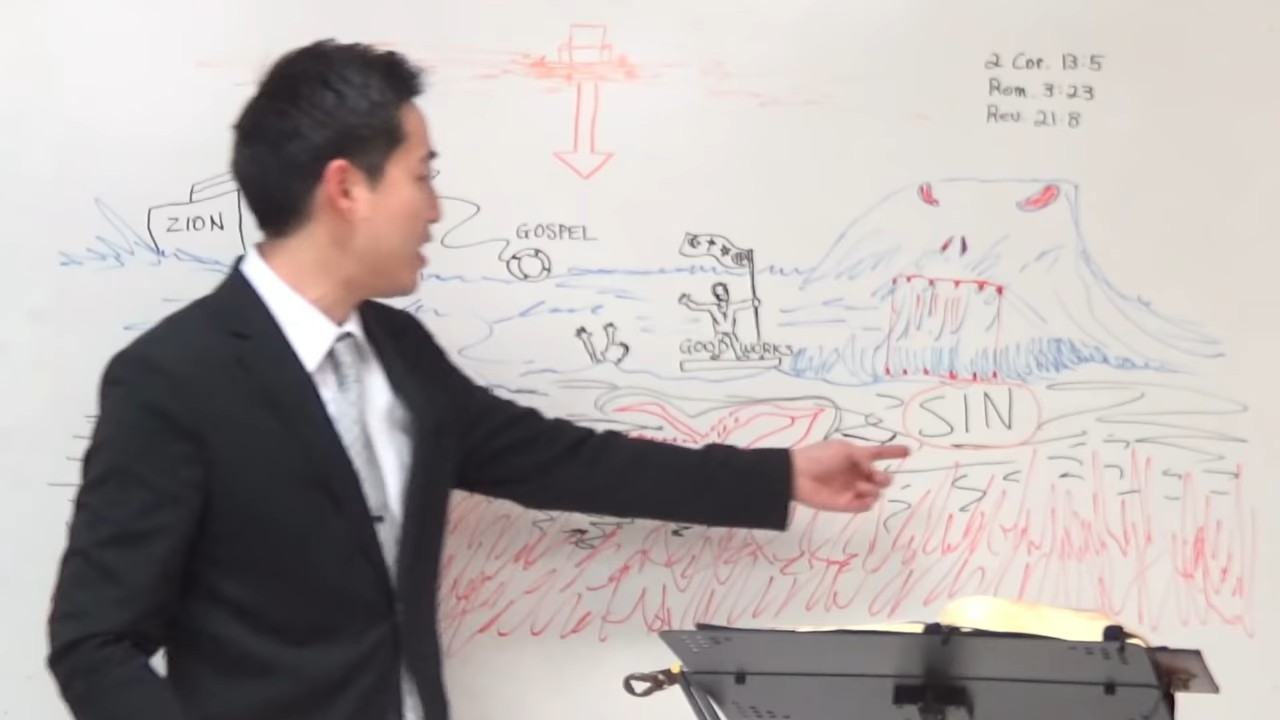 2 Cor. 13:5
Rom. 3:23
Rev. 21:8
ZION
GOSPEL
GOOD WORKS
SIN